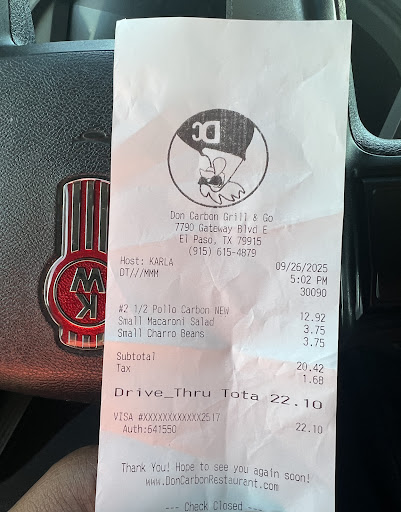 DC
Don Carbon Grill & Go
7790 Gateway Blvd E
El Paso, TX 79915
(915) 615-4879
Host: KARLA 09/26/2025
DT///MMM 5:02 PM
30090
#2 1/2 Pollo Carbon NEW 12.92
Small Macaroni Salad 3.75
Small Charro Beans 3.75
Subtotal 20.42
Tax 1.68
Drive_Thru Tota 22.10
VISA #XXXXXXXXXXXX2517 22.10
Auth:641550
Thank You! Hope to see you again soon!
www.DonCarbonRestaurant.com
--- Check Closed ---
KW